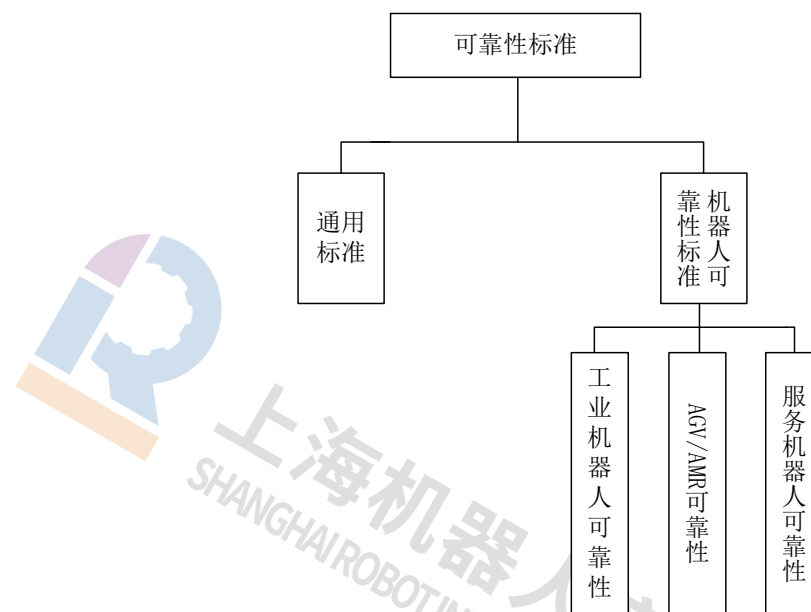 可靠性标准
通用
标准
机器人可
靠性标准
工业机器人可靠性
AGV/AMR可靠性
服务机器人可靠性
上海机器人
SHANGHAI ROBOT IN